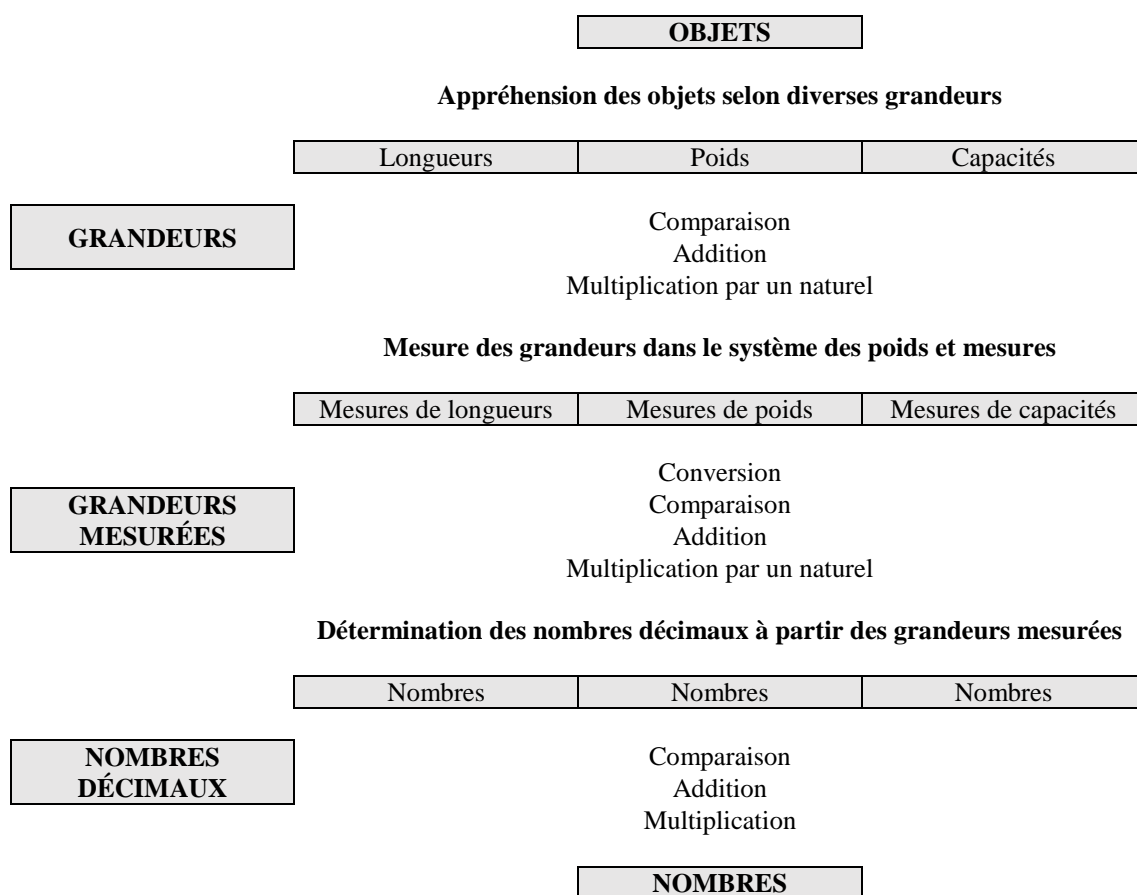 OBJETS
Appréhension des objets selon diverses grandeurs
Longueurs Poids Capacités
GRANDEURS
Comparaison
Addition
Multiplication par un naturel
Mesure des grandeurs dans le système des poids et mesures
Mesures de longueurs Mesures de poids Mesures de capacités
GRANDEURS
MESURÉES
Conversion
Comparaison
Addition
Multiplication par un naturel
Détermination des nombres décimaux à partir des grandeurs mesurées
Nombres Nombres Nombres
NOMBRES
DÉCIMAUX
Comparaison
Addition
Multiplication
NOMBRES